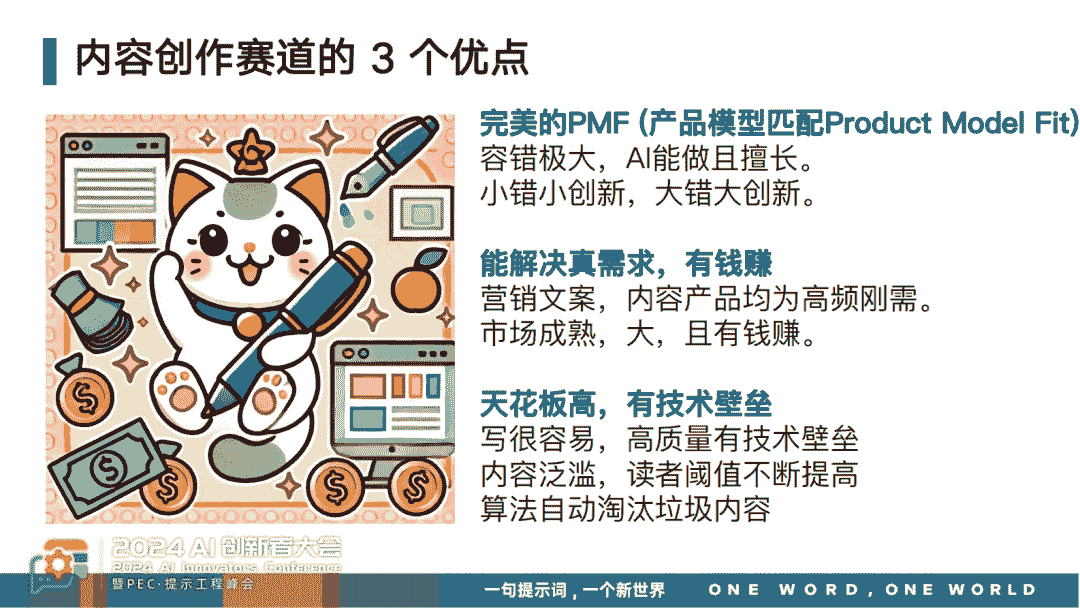 内容创作赛道的 3 个优点
完美的PMF (产品模型匹配Product Model Fit)
容错极大，AI能做且擅长。
小错小创新，大错大创新。
能解决真需求，有钱赚
营销文案，内容产品均为高频刚需。
市场成熟，大，且有钱赚。
天花板高，有技术壁垒
写很容易，高质量有技术壁垒
内容泛滥，读者阈值不断提高
算法自动淘汰垃圾内容
2024 AI 创新者大会
2024 AI Innovators Conference
暨PEC·提示工程峰会
一句提示词，一个新世界
ONE WORD, ONE WORLD